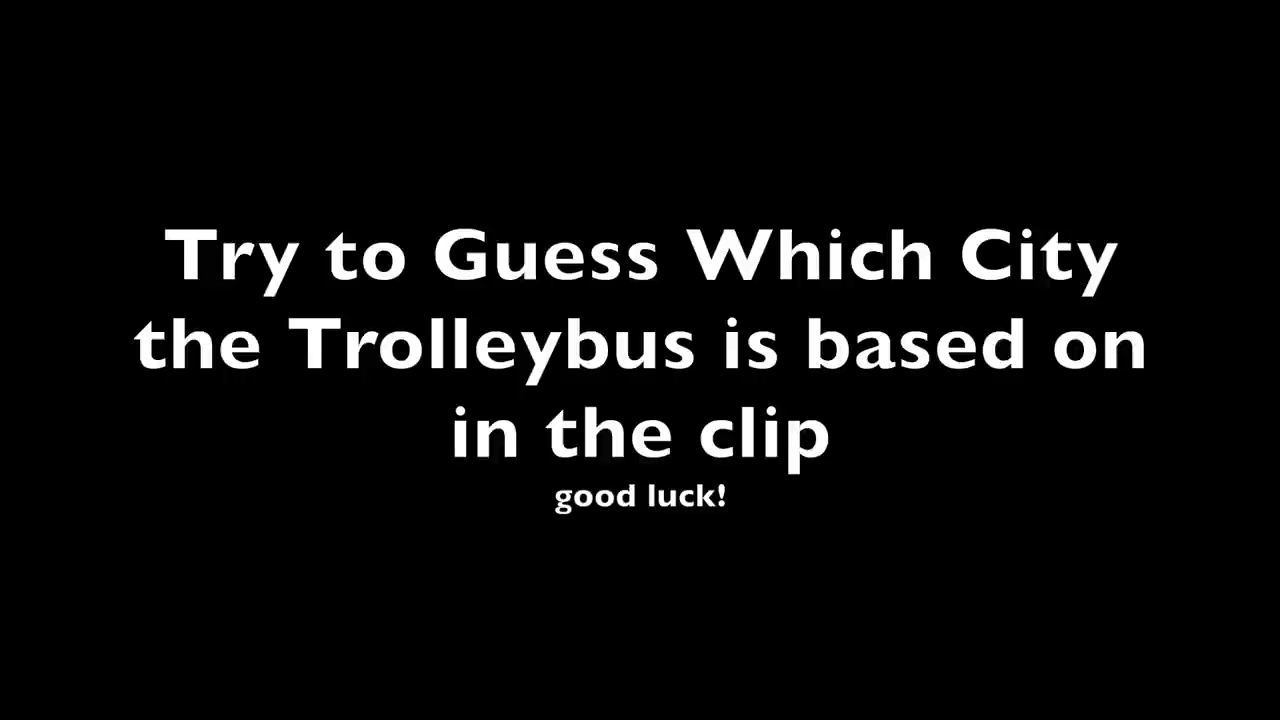 Try to Guess Which City
the Trolleybus is based on
in the clip
good luck!